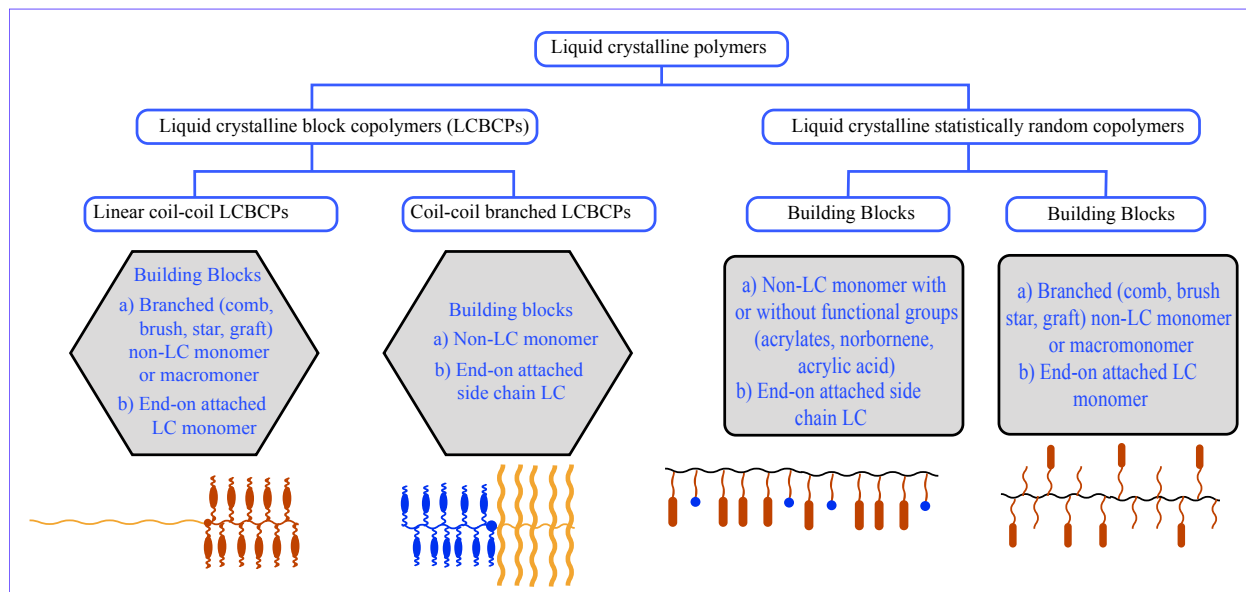 Liquid crystalline polymers
Liquid crystalline block copolymers (LCBCPs)
Liquid crystalline statistically random copolymers
Linear coil-coil LCBCPs
Coil-coil branched LCBCPs
Building Blocks
Building Blocks
Building Blocks
a) Branched (comb,
brush, star, graft)
non-LC monomer
or macromoner
b) End-on attached
LC monomer
Building blocks
a) Non-LC monomer
b) End-on attached
side chain LC
a) Non-LC monomer with
or without functional groups
(acrylates, norbornene,
acrylic acid)
b) End-on attached side
chain LC
a) Branched (comb, brush
star, graft) non-LC monomer
or macromonomer
b) End-on attached LC
monomer